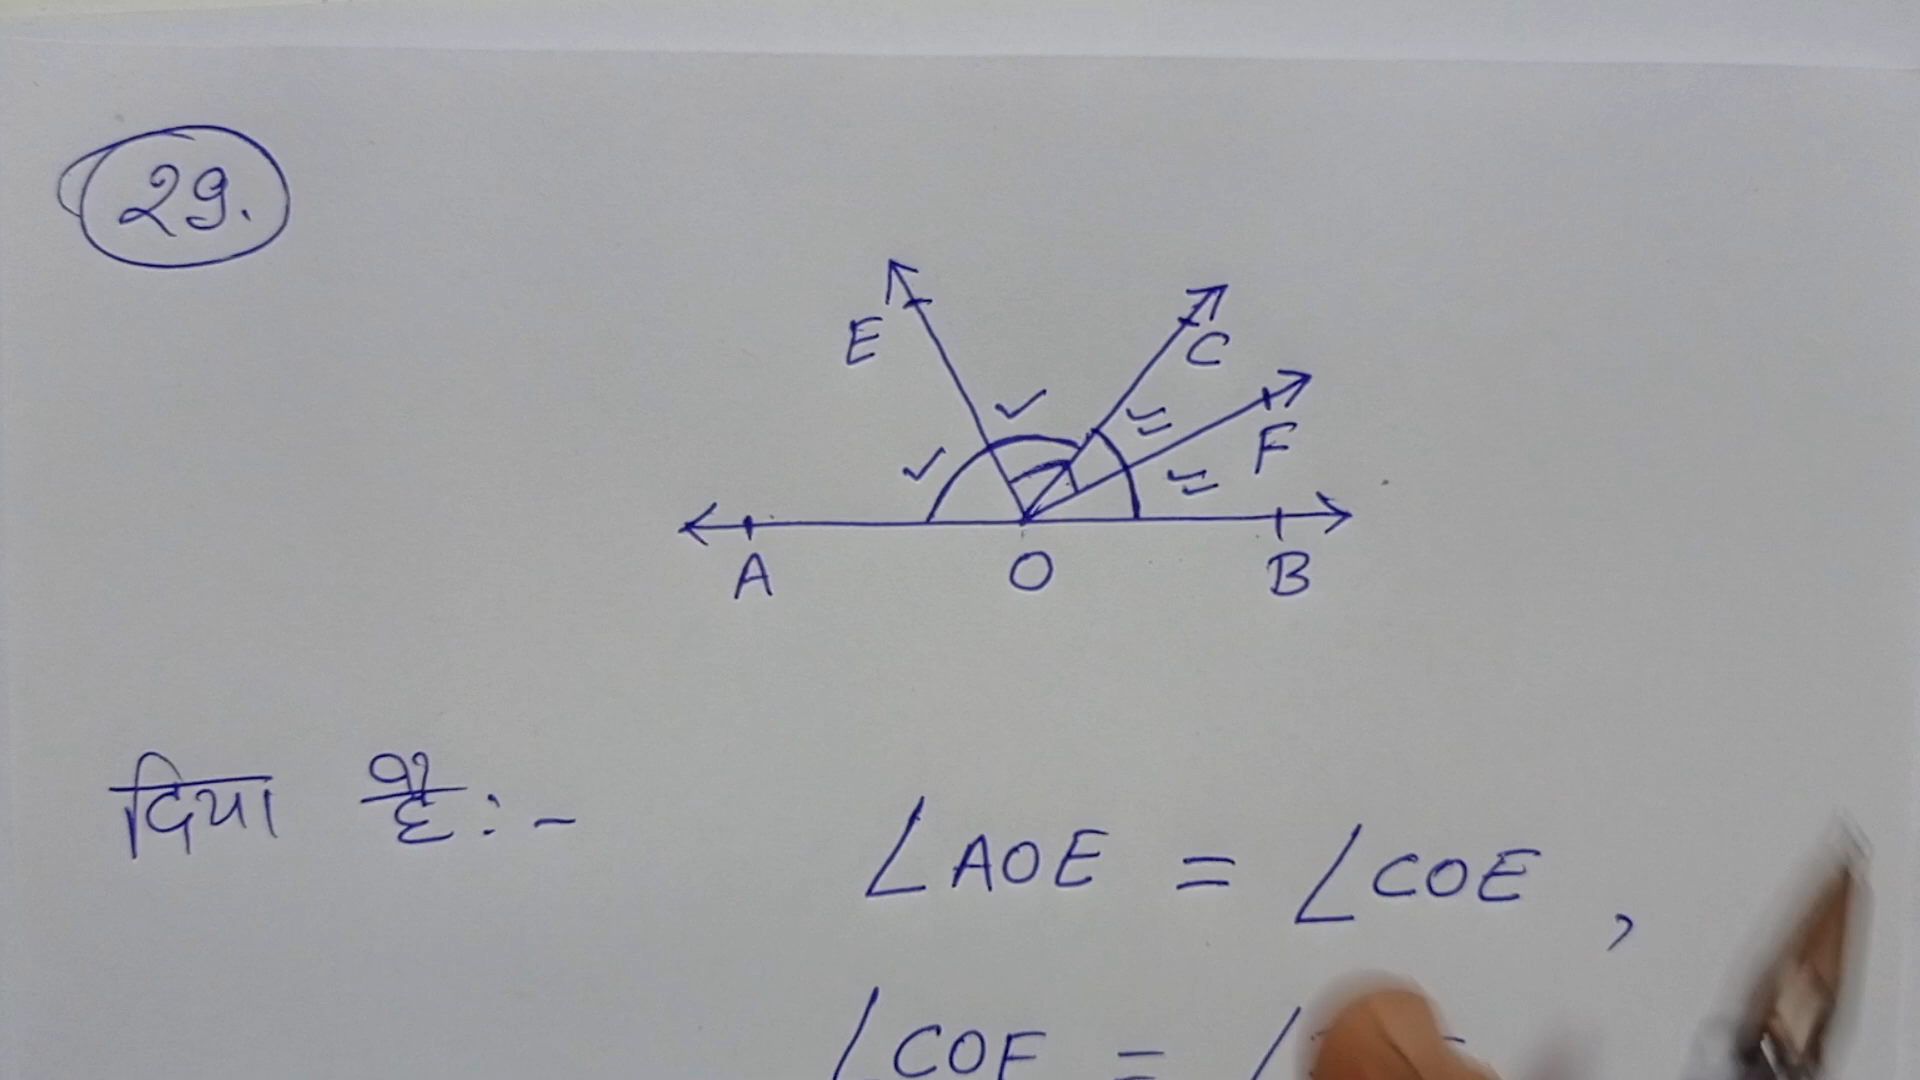 29.
E
C
F
A O B
दिया है :-
∠AOE = ∠COE ,
∠COF = ∠